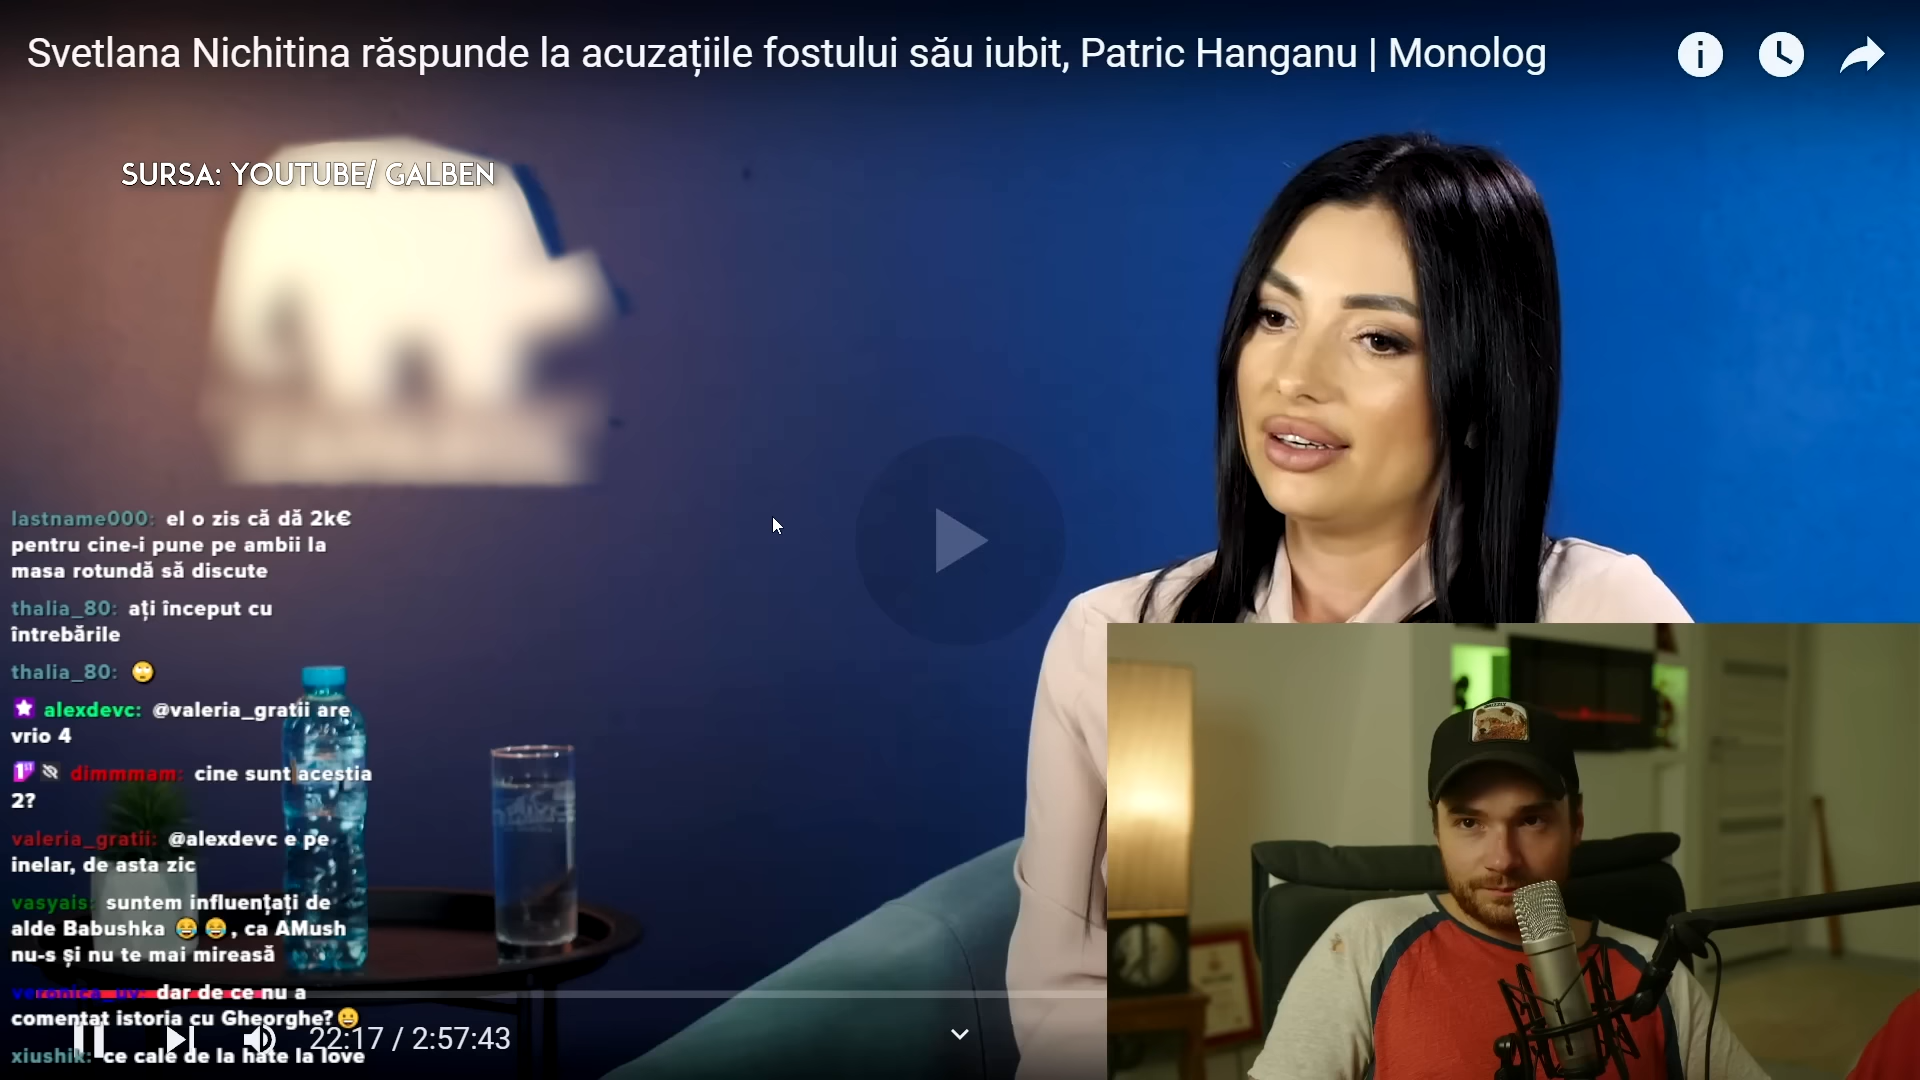 Svetlana Nichitina răspunde la acuzațiile fostului său iubit, Patric Hanganu | Monolog
SURSA: YOUTUBE/ GALBEN
lastname000: el o zis că dă 2k€
pentru cine-i pune pe ambii la
masa rotundă să discute
thalia_80: ați început cu
întrebările
thalia_80: 🙄
alexdevc: @valeria_gratii are
vrio 4
dimmmam: cine sunt acestia
2?
valeria_gratii: @alexdevc e pe
inelar, de asta zic
vasyais: suntem influențați de
alde Babushka 😂 😂 , ca AMush
nu-s și nu te mai mireasă
dar de ce nu a
comentat istoria cu Gheorghe? 😀
22:17 / 2:57:43
xiushik: ce cale de la hate la love